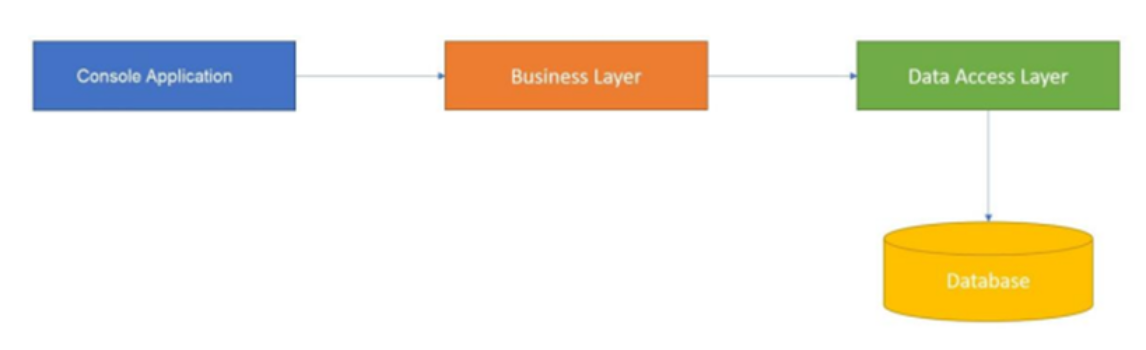 Console Application
Business Layer
Data Access Layer
Database